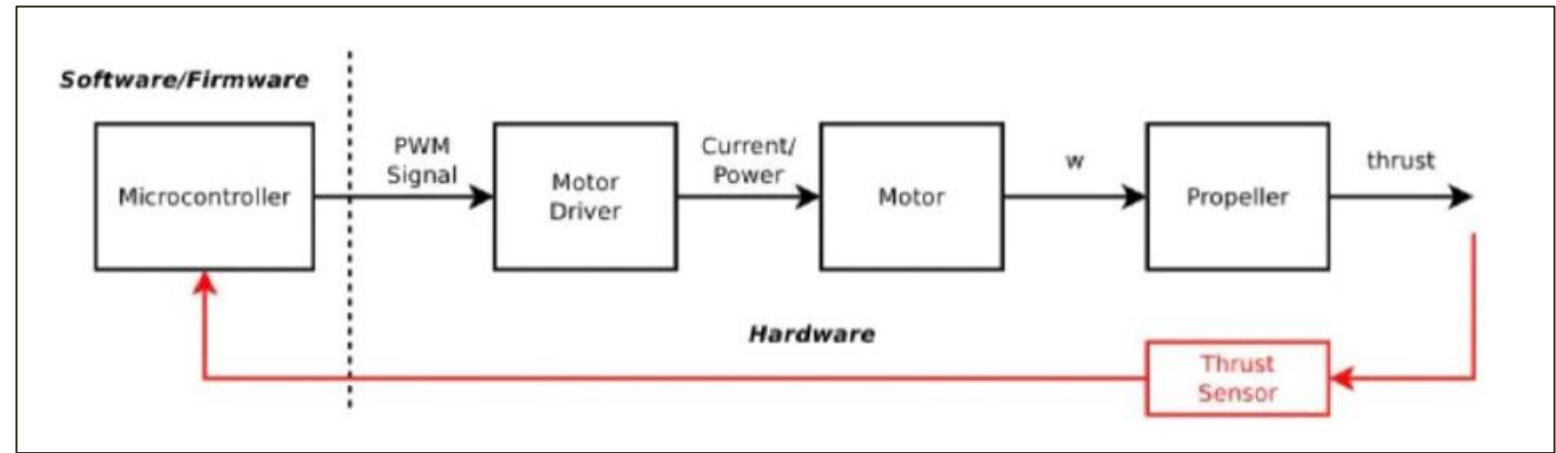 Software/Firmware
Microcontroller
PWM
Signal
Motor
Driver
Current/
Power
Motor
w
Propeller
thrust
Hardware
Thrust
Sensor